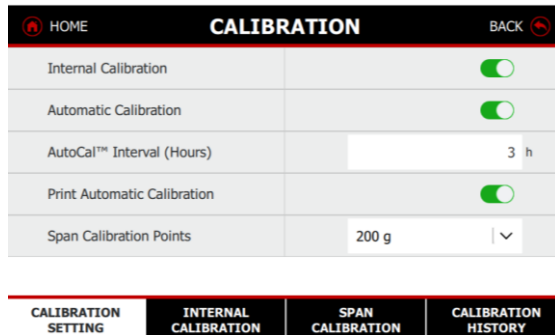 HOME CALIBRATION BACK
Internal Calibration
Automatic Calibration
AutoCal™ Interval (Hours) 3 h
Print Automatic Calibration
Span Calibration Points 200 g
CALIBRATION SETTING INTERNAL CALIBRATION SPAN CALIBRATION CALIBRATION HISTORY